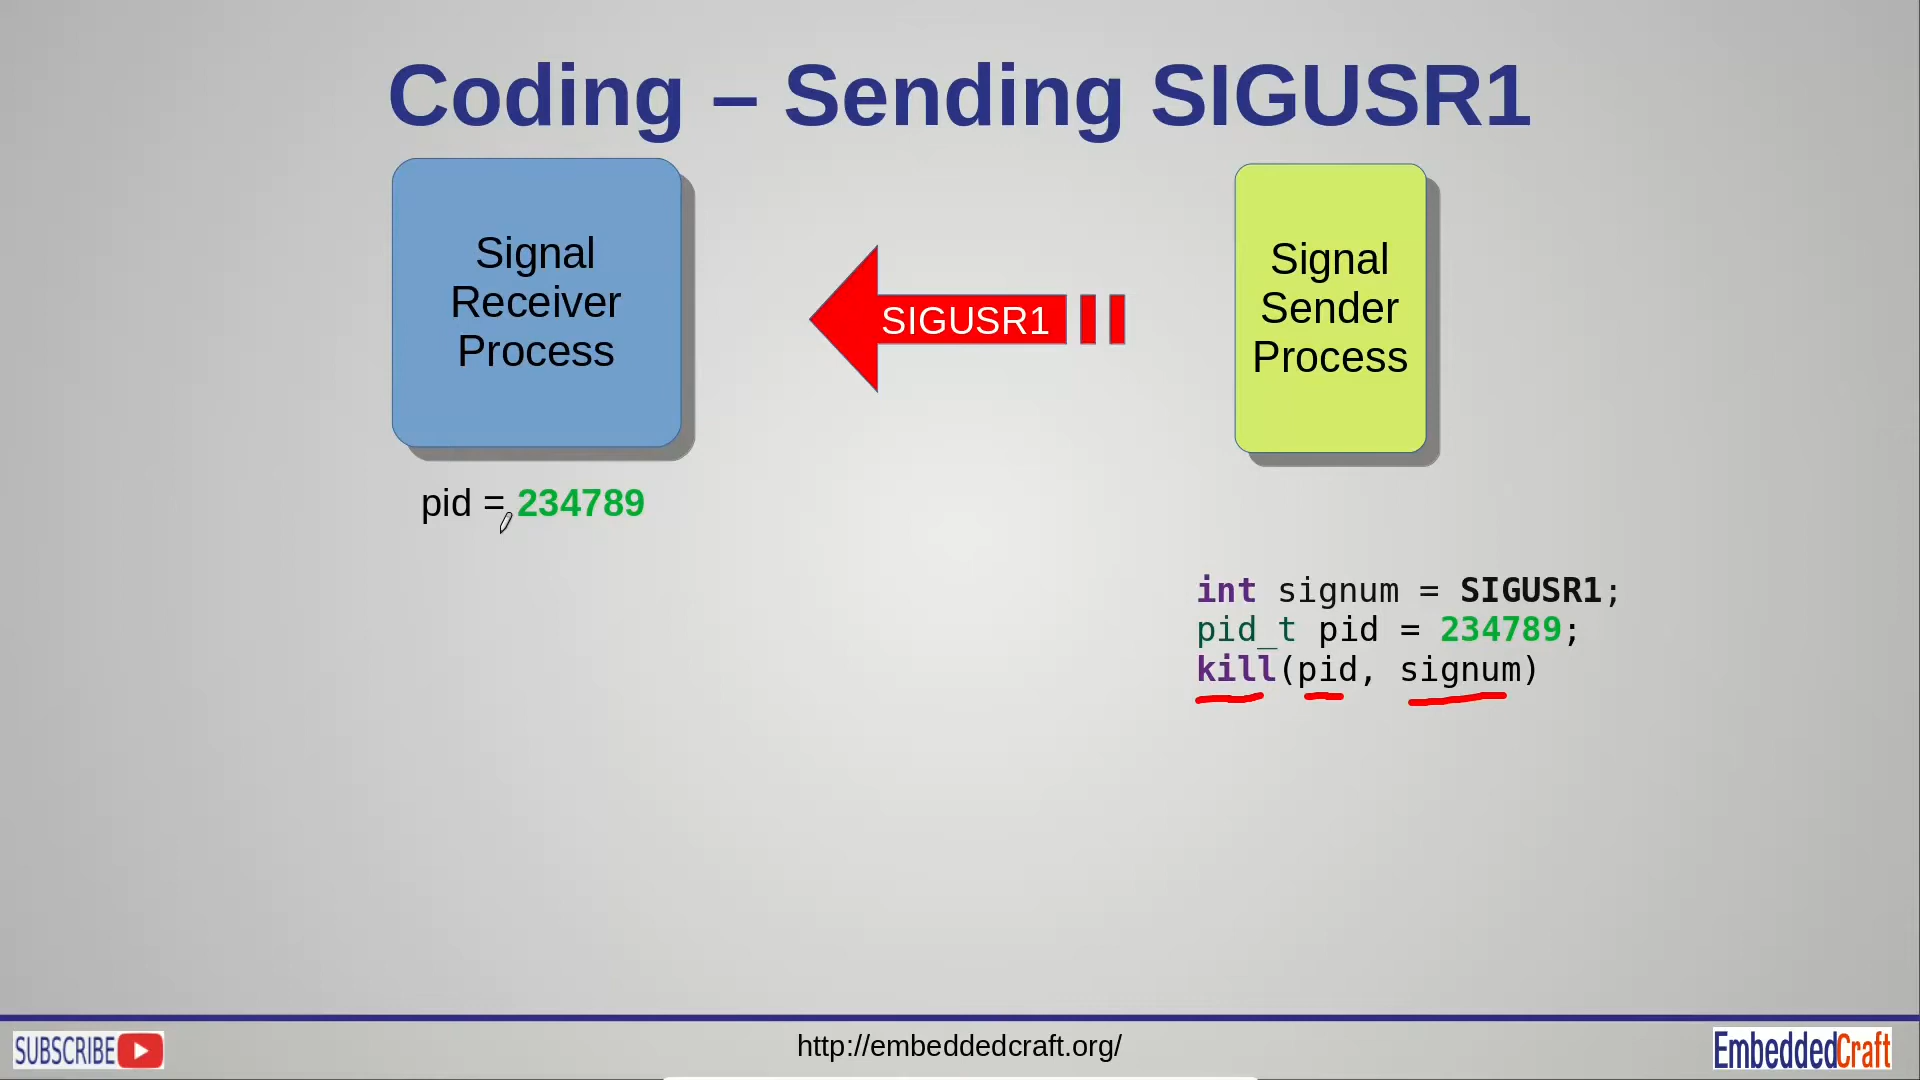 Coding – Sending SIGUSR1
Signal
Receiver
Process
SIGUSR1
Signal
Sender
Process
pid = 234789
int signum = SIGUSR1;
pid_t pid = 234789;
kill(pid, signum)
SUBSCRIBE
http://embeddedcraft.org/
EmbeddedCraft